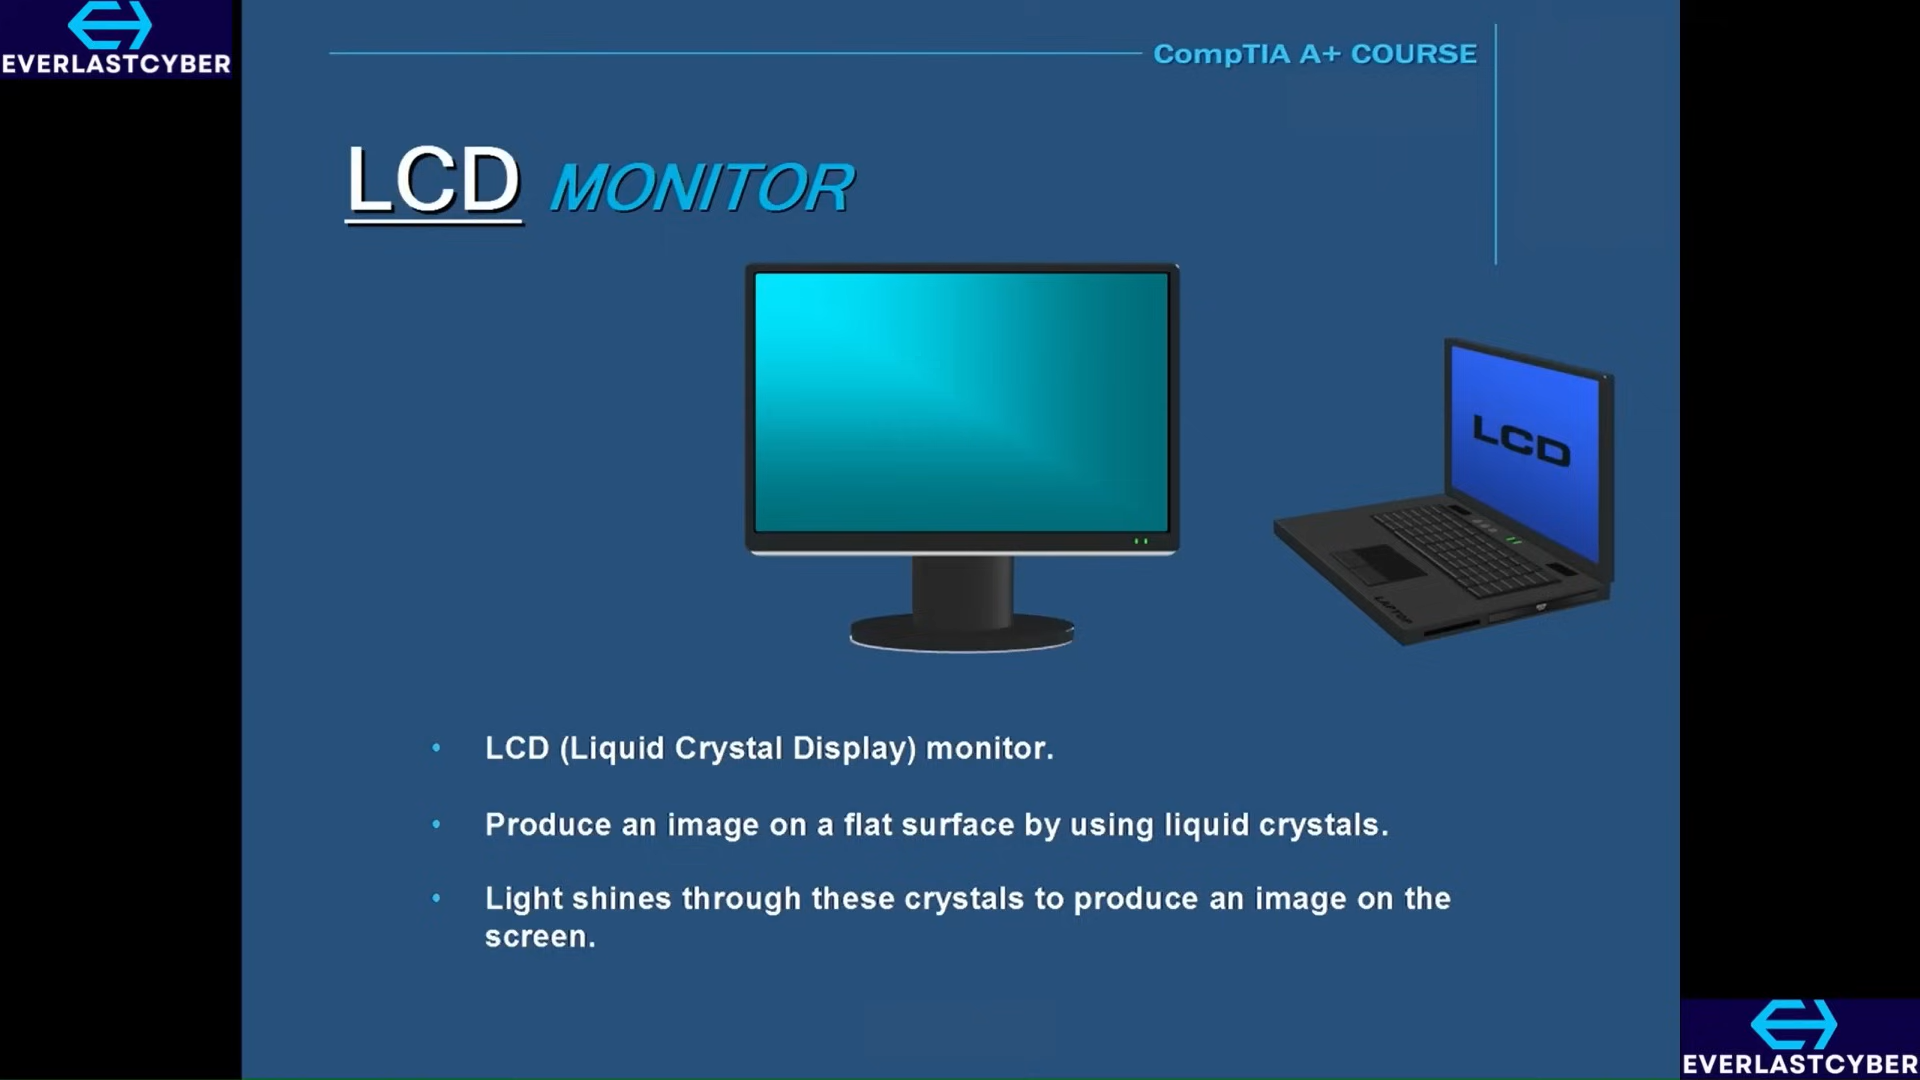 EVERLASTCYBER
CompTIA A+ COURSE
LCD MONITOR
LCD
LAPTOP
• LCD (Liquid Crystal Display) monitor.
• Produce an image on a flat surface by using liquid crystals.
• Light shines through these crystals to produce an image on the
screen.
EVERLASTCYBER